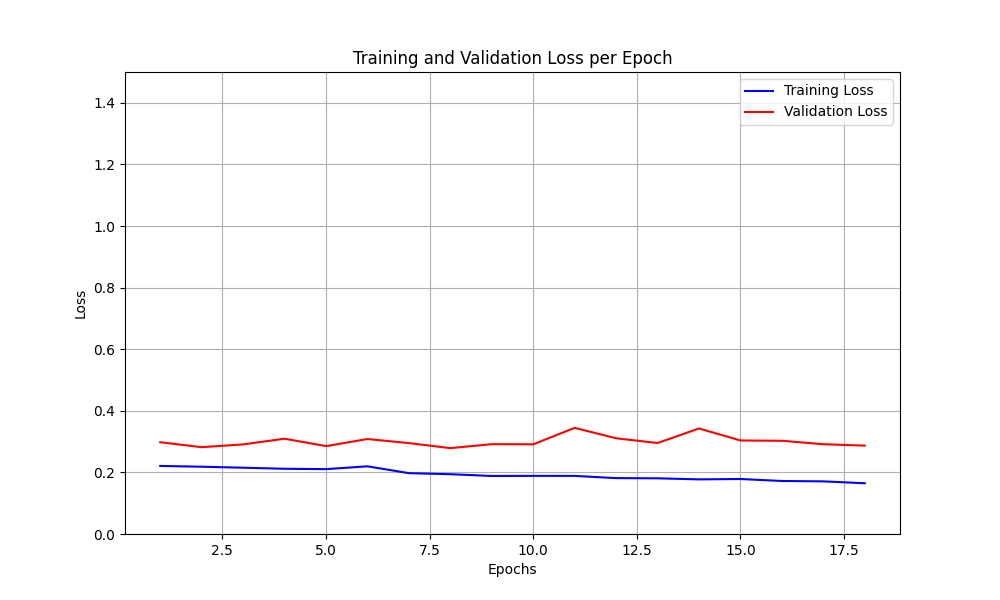 Training and Validation Loss per Epoch
Training Loss
Validation Loss
1.4
1.2
1.0
0.8
0.6
0.4
0.2
0.0
Loss
2.5 5.0 7.5 10.0 12.5 15.0 17.5
Epochs